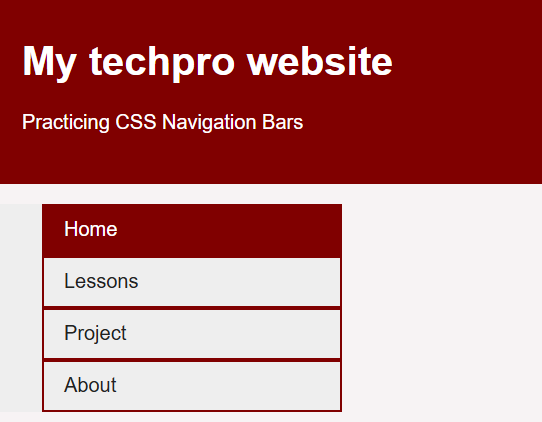 My techpro website
Practicing CSS Navigation Bars
Home
Lessons
Project
About